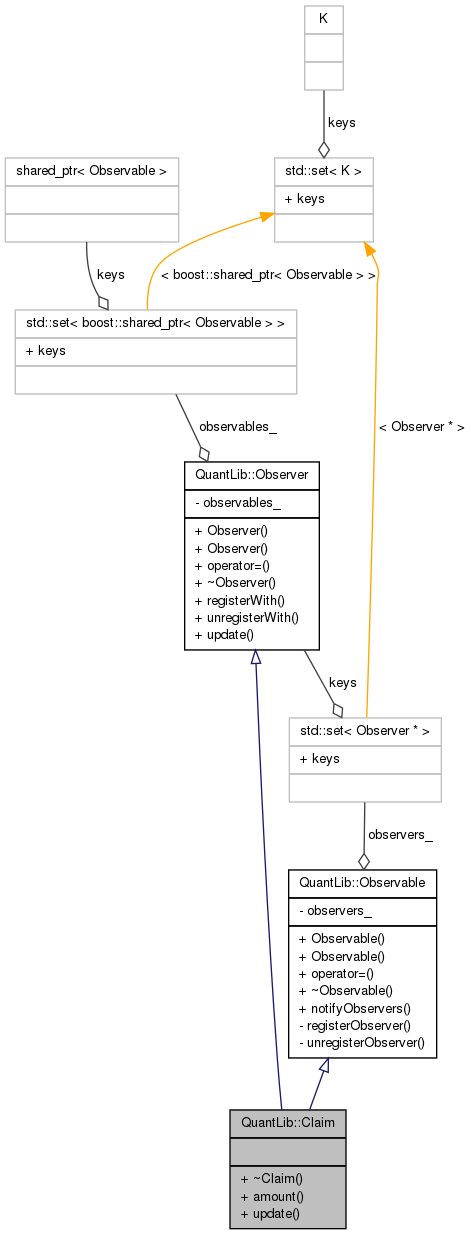 K
keys
shared_ptr< Observable >
std::set< K >
+ keys
keys
< boost::shared_ptr< Observable > >
std::set< boost::shared_ptr< Observable > >
+ keys
observables_
< Observer * >
QuantLib::Observer
- observables_
+ Observer()
+ Observer()
+ operator=()
+ ~Observer()
+ registerWith()
+ unregisterWith()
+ update()
keys
std::set< Observer * >
+ keys
observers_
QuantLib::Observable
- observers_
+ Observable()
+ Observable()
+ operator=()
+ ~Observable()
+ notifyObservers()
- registerObserver()
- unregisterObserver()
QuantLib::Claim
+ ~Claim()
+ amount()
+ update()